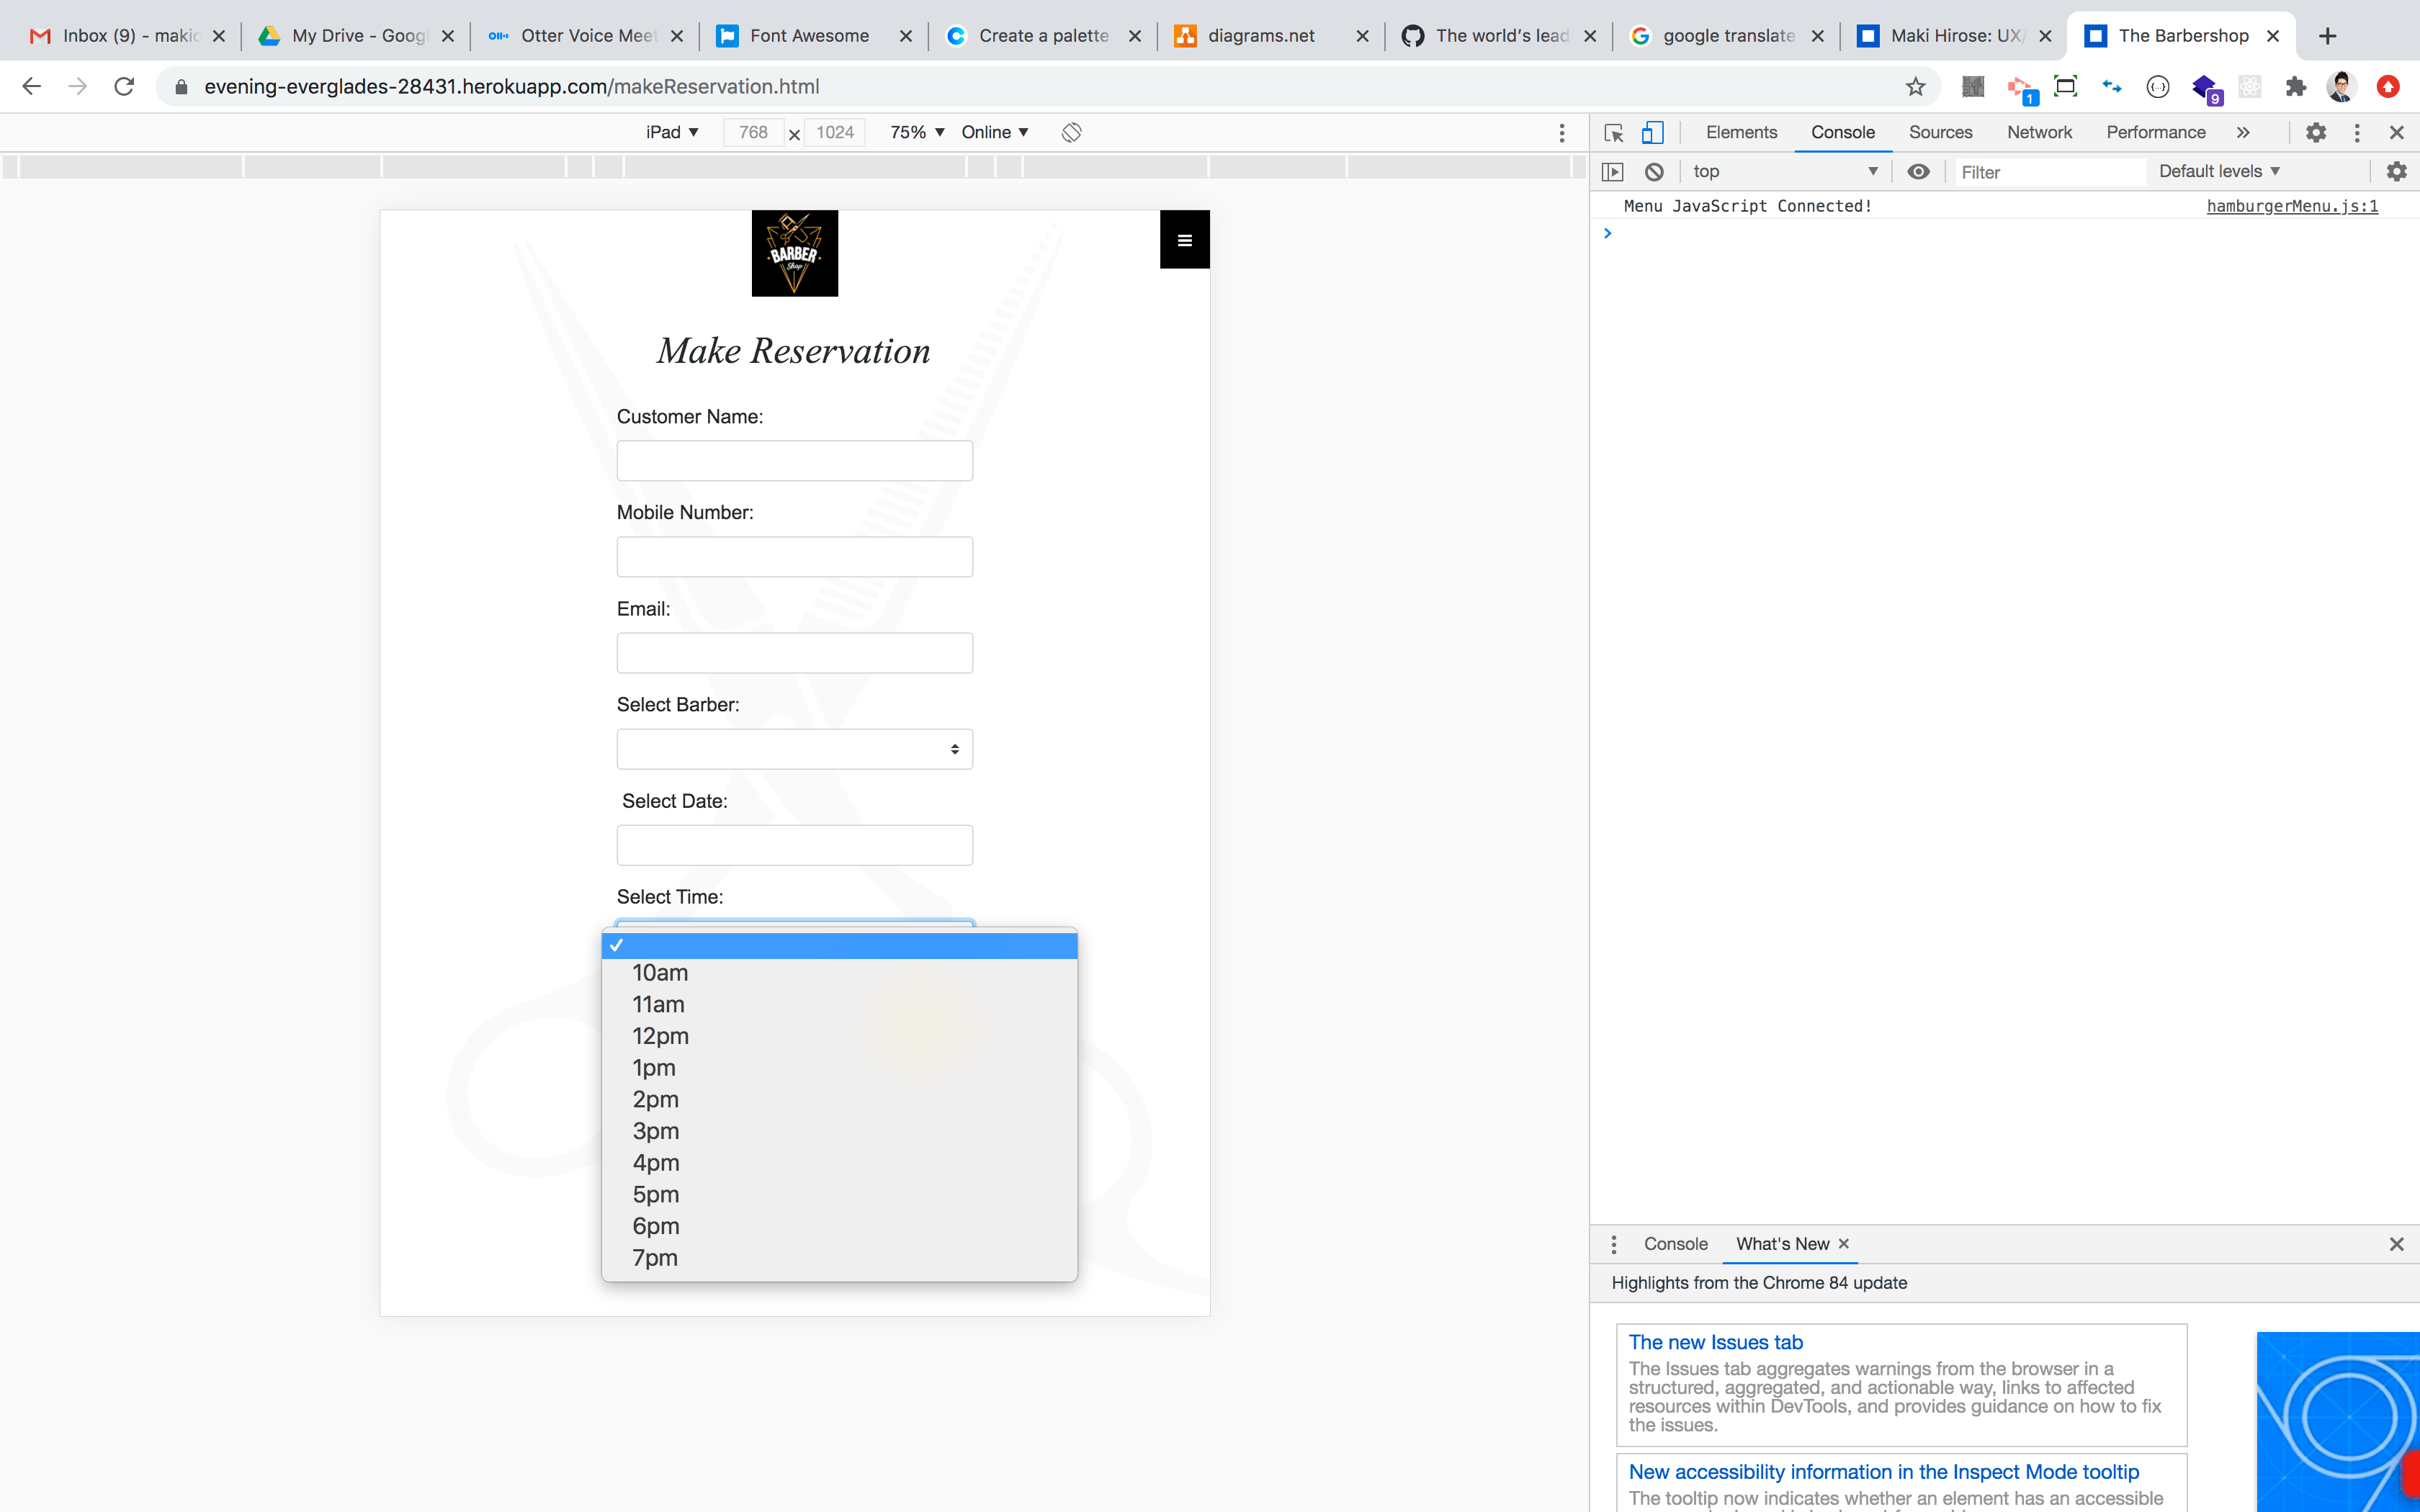 Inbox (9) - maki
My Drive - Googl
Otter Voice Meet
Font Awesome
Create a palette
diagrams.net
The world's lead
google translate
Maki Hirose: UX/
The Barbershop
evening-everglades-28431.herokuapp.com/makeReservation.html
1
9
iPad
768
1024
75%
Online
Elements
Console
Sources
Network
Performance
top
Filter
Default levels
Menu JavaScript Connected!
hamburgerMenu.js:1
BARBER
Shop
Make Reservation
Customer Name:
Mobile Number:
Email:
Select Barber:
Select Date:
Select Time:
10am
11am
12pm
1pm
2pm
3pm
4pm
5pm
6pm
7pm
Console
What's New
Highlights from the Chrome 84 update
The new Issues tab
The Issues tab aggregates warnings from the browser in a
structured, aggregated, and actionable way, links to affected
resources within DevTools, and provides guidance on how to fix
the issues.
New accessibility information in the Inspect Mode tooltip
The tooltip now indicates whether an element has an accessible